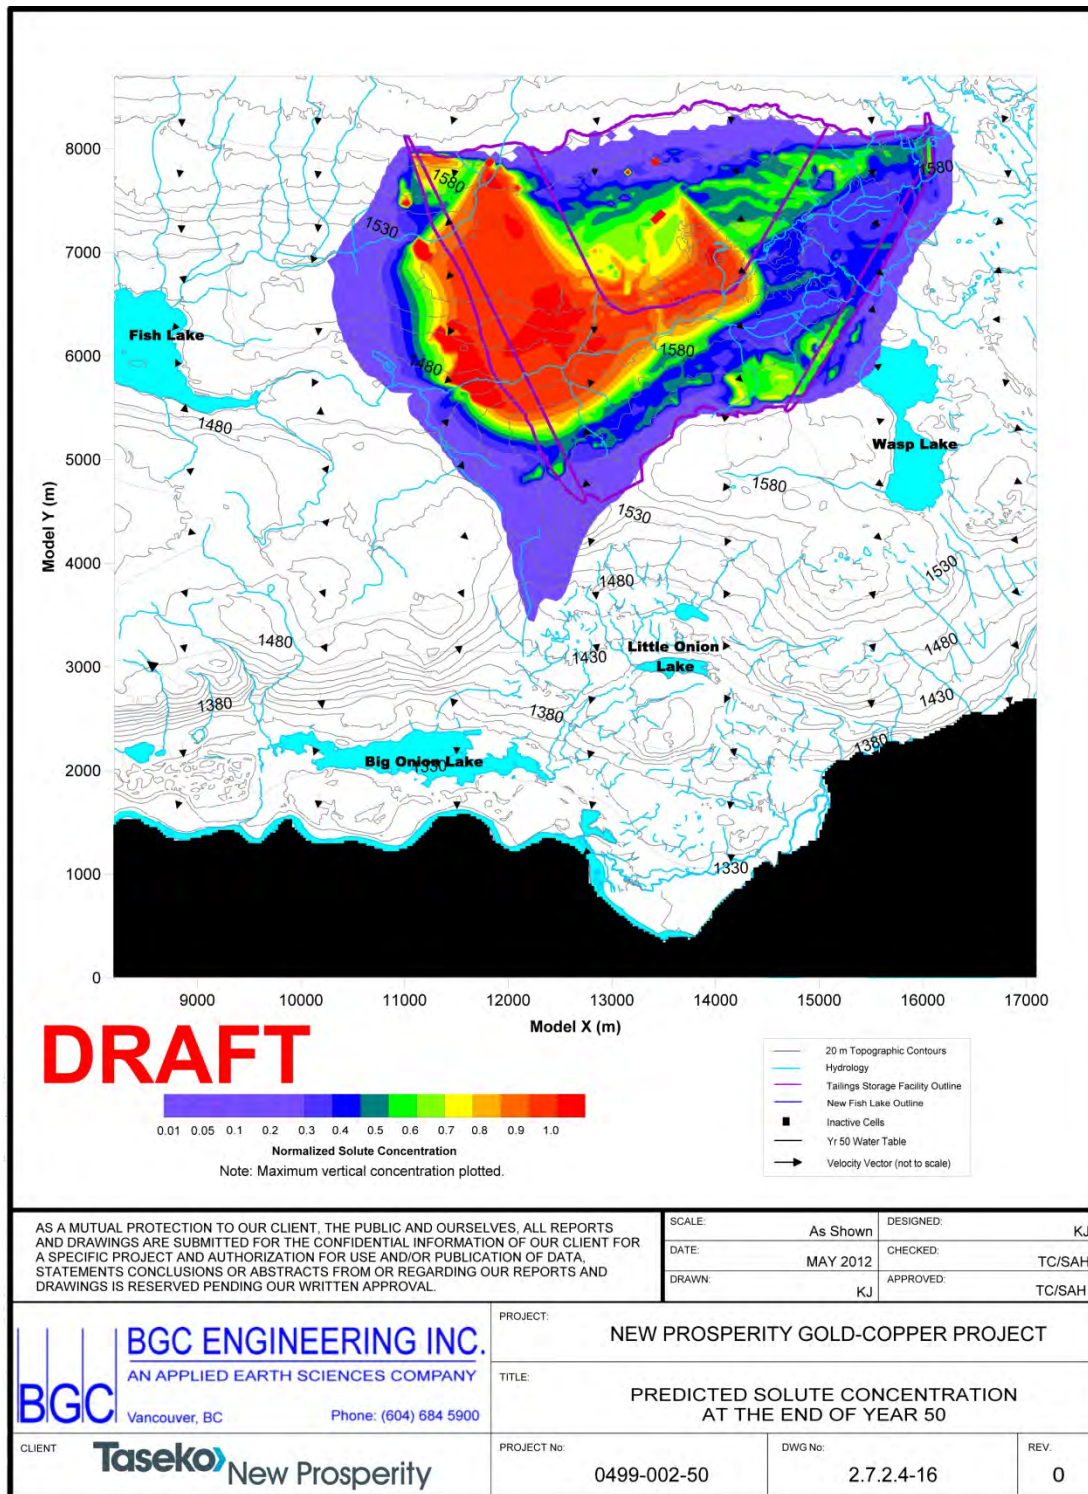 8000
7000
6000
5000
4000
3000
2000
1000
0
Model Y (m)
1580
1580
1530
Fish Lake
1480
1580
1480
Wasp Lake
1580
1530
1530
1480
1480
1480
Little Onion
Lake
1430
1430
1380
1380
1380
Big Onion Lake
1330
1330
9000 10000 11000 12000 13000 14000 15000 16000 17000
Model X (m)
DRAFT
0.01 0.05 0.1 0.2 0.3 0.4 0.5 0.6 0.7 0.8 0.9 1.0
Normalized Solute Concentration
Note: Maximum vertical concentration plotted.
20 m Topographic Contours
Hydrology
Tailings Storage Facility Outline
New Fish Lake Outline
Inactive Cells
Yr 50 Water Table
Velocity Vector (not to scale)
AS A MUTUAL PROTECTION TO OUR CLIENT, THE PUBLIC AND OURSELVES, ALL REPORTS
AND DRAWINGS ARE SUBMITTED FOR THE CONFIDENTIAL INFORMATION OF OUR CLIENT FOR
A SPECIFIC PROJECT AND AUTHORIZATION FOR USE AND/OR PUBLICATION OF DATA,
STATEMENTS CONCLUSIONS OR ABSTRACTS FROM OR REGARDING OUR REPORTS AND
DRAWINGS IS RESERVED PENDING OUR WRITTEN APPROVAL.
SCALE: As Shown
DESIGNED: KJ
DATE: MAY 2012
CHECKED: TC/SAH
DRAWN: KJ
APPROVED: TC/SAH
BGC
BGC ENGINEERING INC.
AN APPLIED EARTH SCIENCES COMPANY
Vancouver, BC Phone: (604) 684 5900
PROJECT:
NEW PROSPERITY GOLD-COPPER PROJECT
TITLE:
PREDICTED SOLUTE CONCENTRATION
AT THE END OF YEAR 50
CLIENT
Taseko New Prosperity
PROJECT No:
0499-002-50
DWG No:
2.7.2.4-16
REV.
0